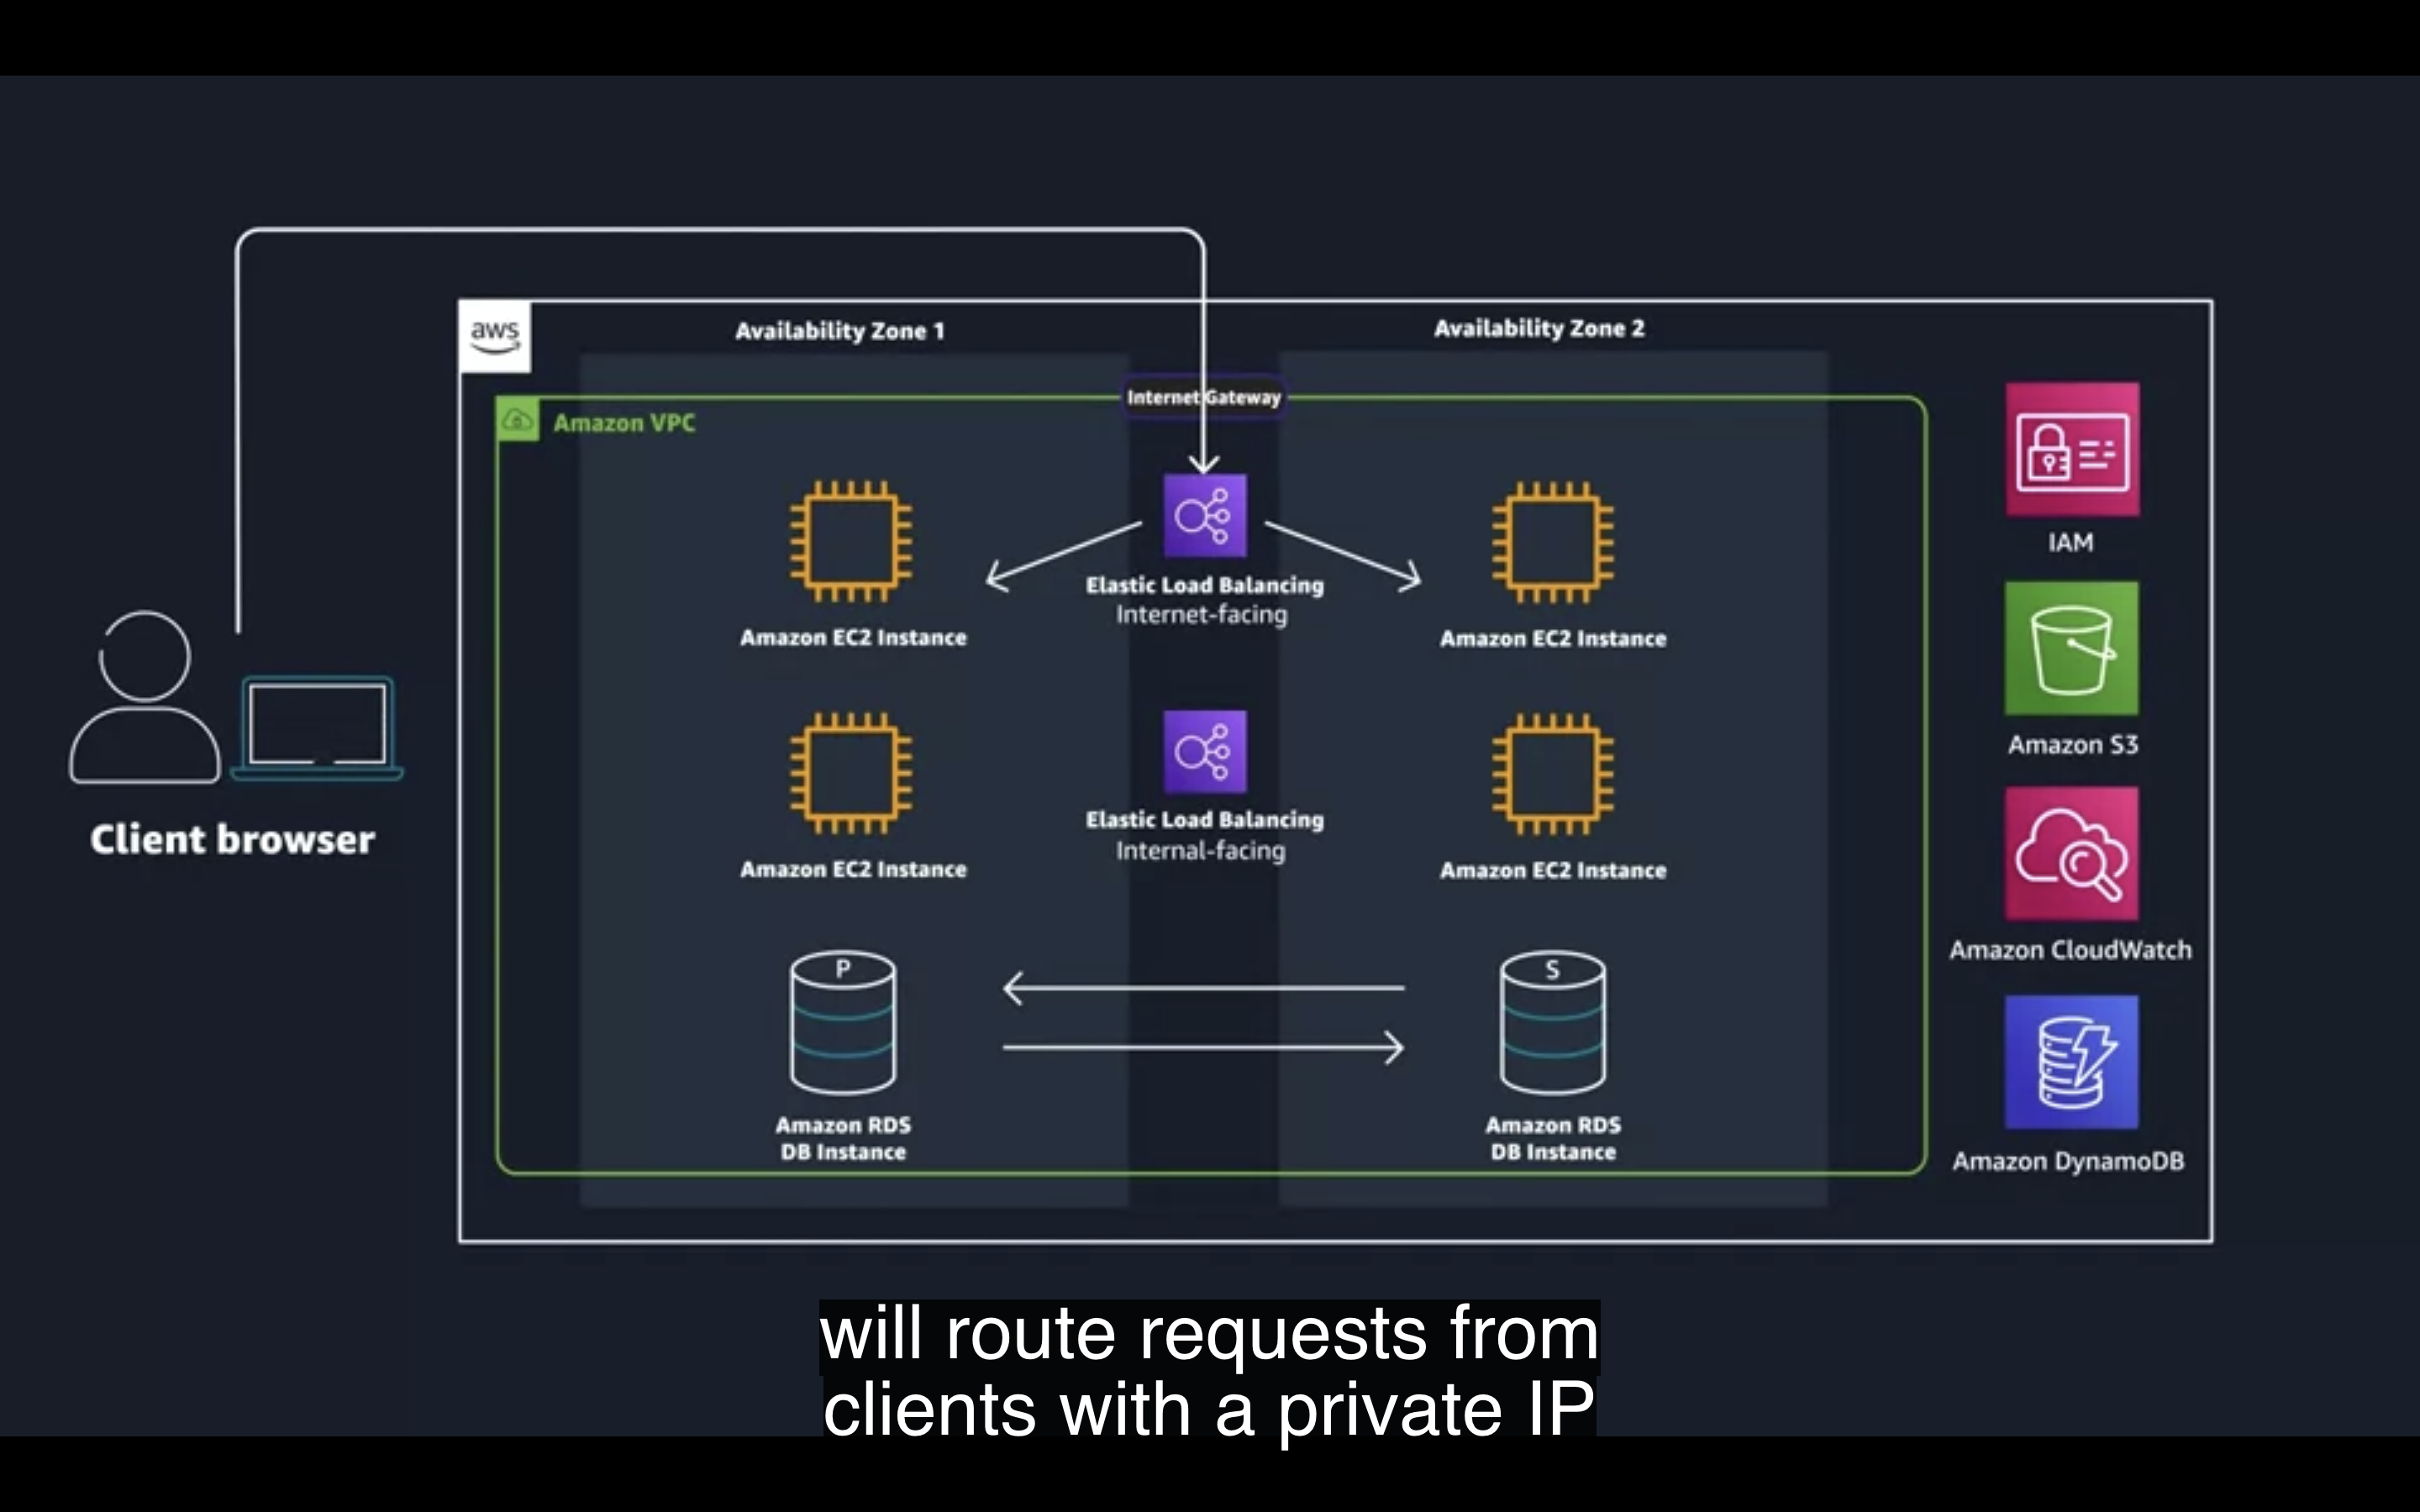 aws
Availability Zone 1
Availability Zone 2
Internet Gateway
Amazon VPC
Elastic Load Balancing
Internet-facing
Amazon EC2 Instance
Amazon EC2 Instance
Elastic Load Balancing
Internal-facing
Amazon EC2 Instance
Amazon EC2 Instance
P
S
Amazon RDS
DB Instance
Amazon RDS
DB Instance
IAM
Amazon S3
Amazon CloudWatch
Amazon DynamoDB
Client browser
will route requests from
clients with a private IP